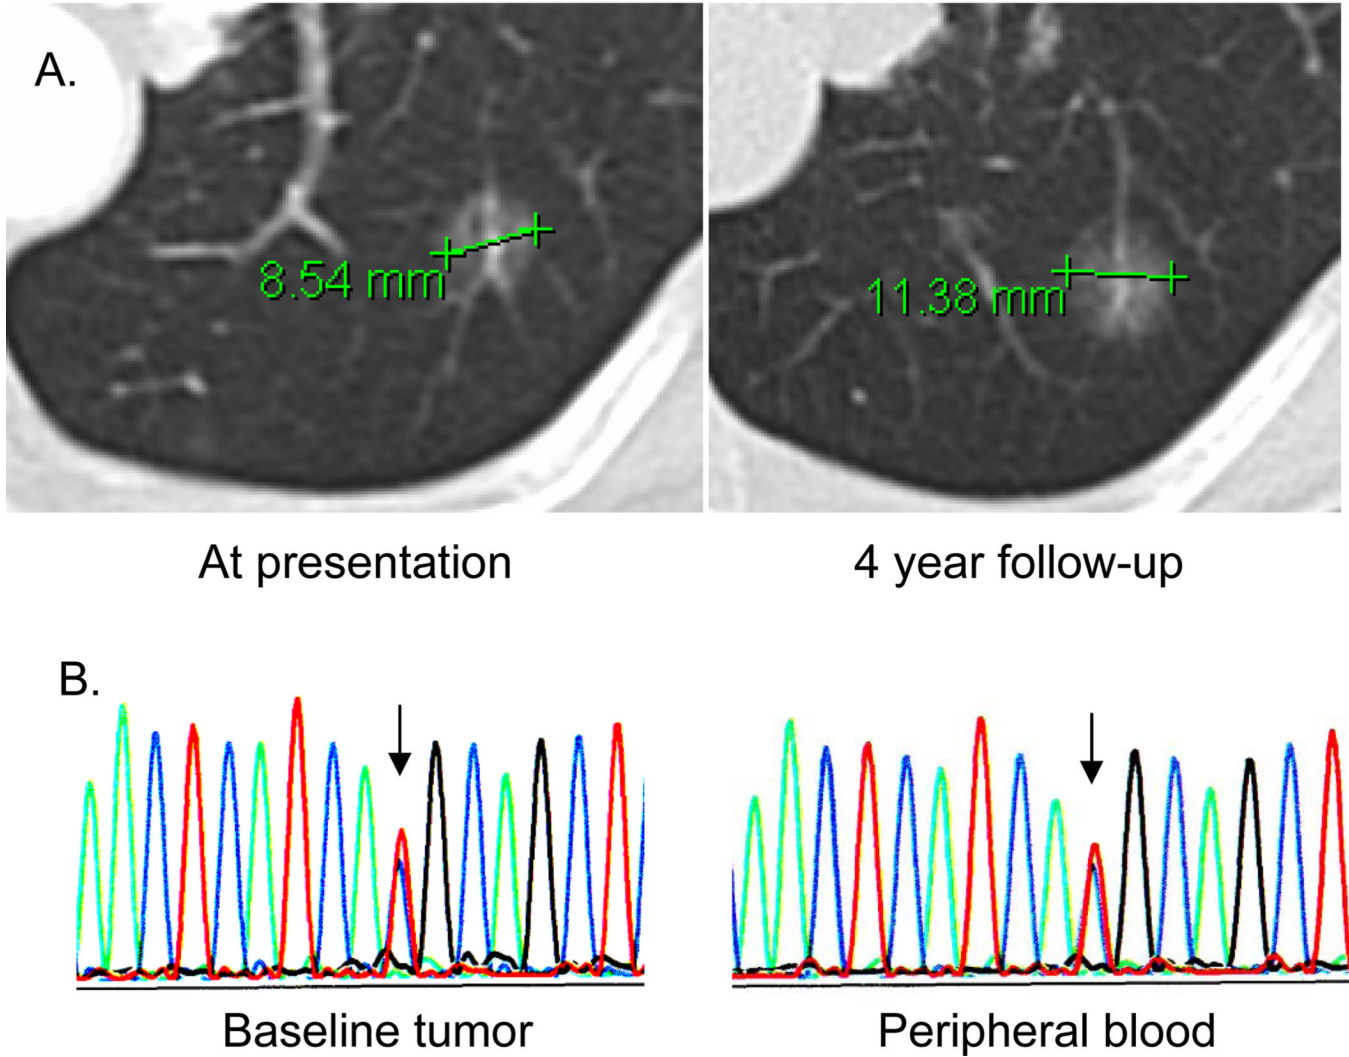 A.
8.54 mm
11.38 mm
At presentation
4 year follow-up
B.
Baseline tumor
Peripheral blood